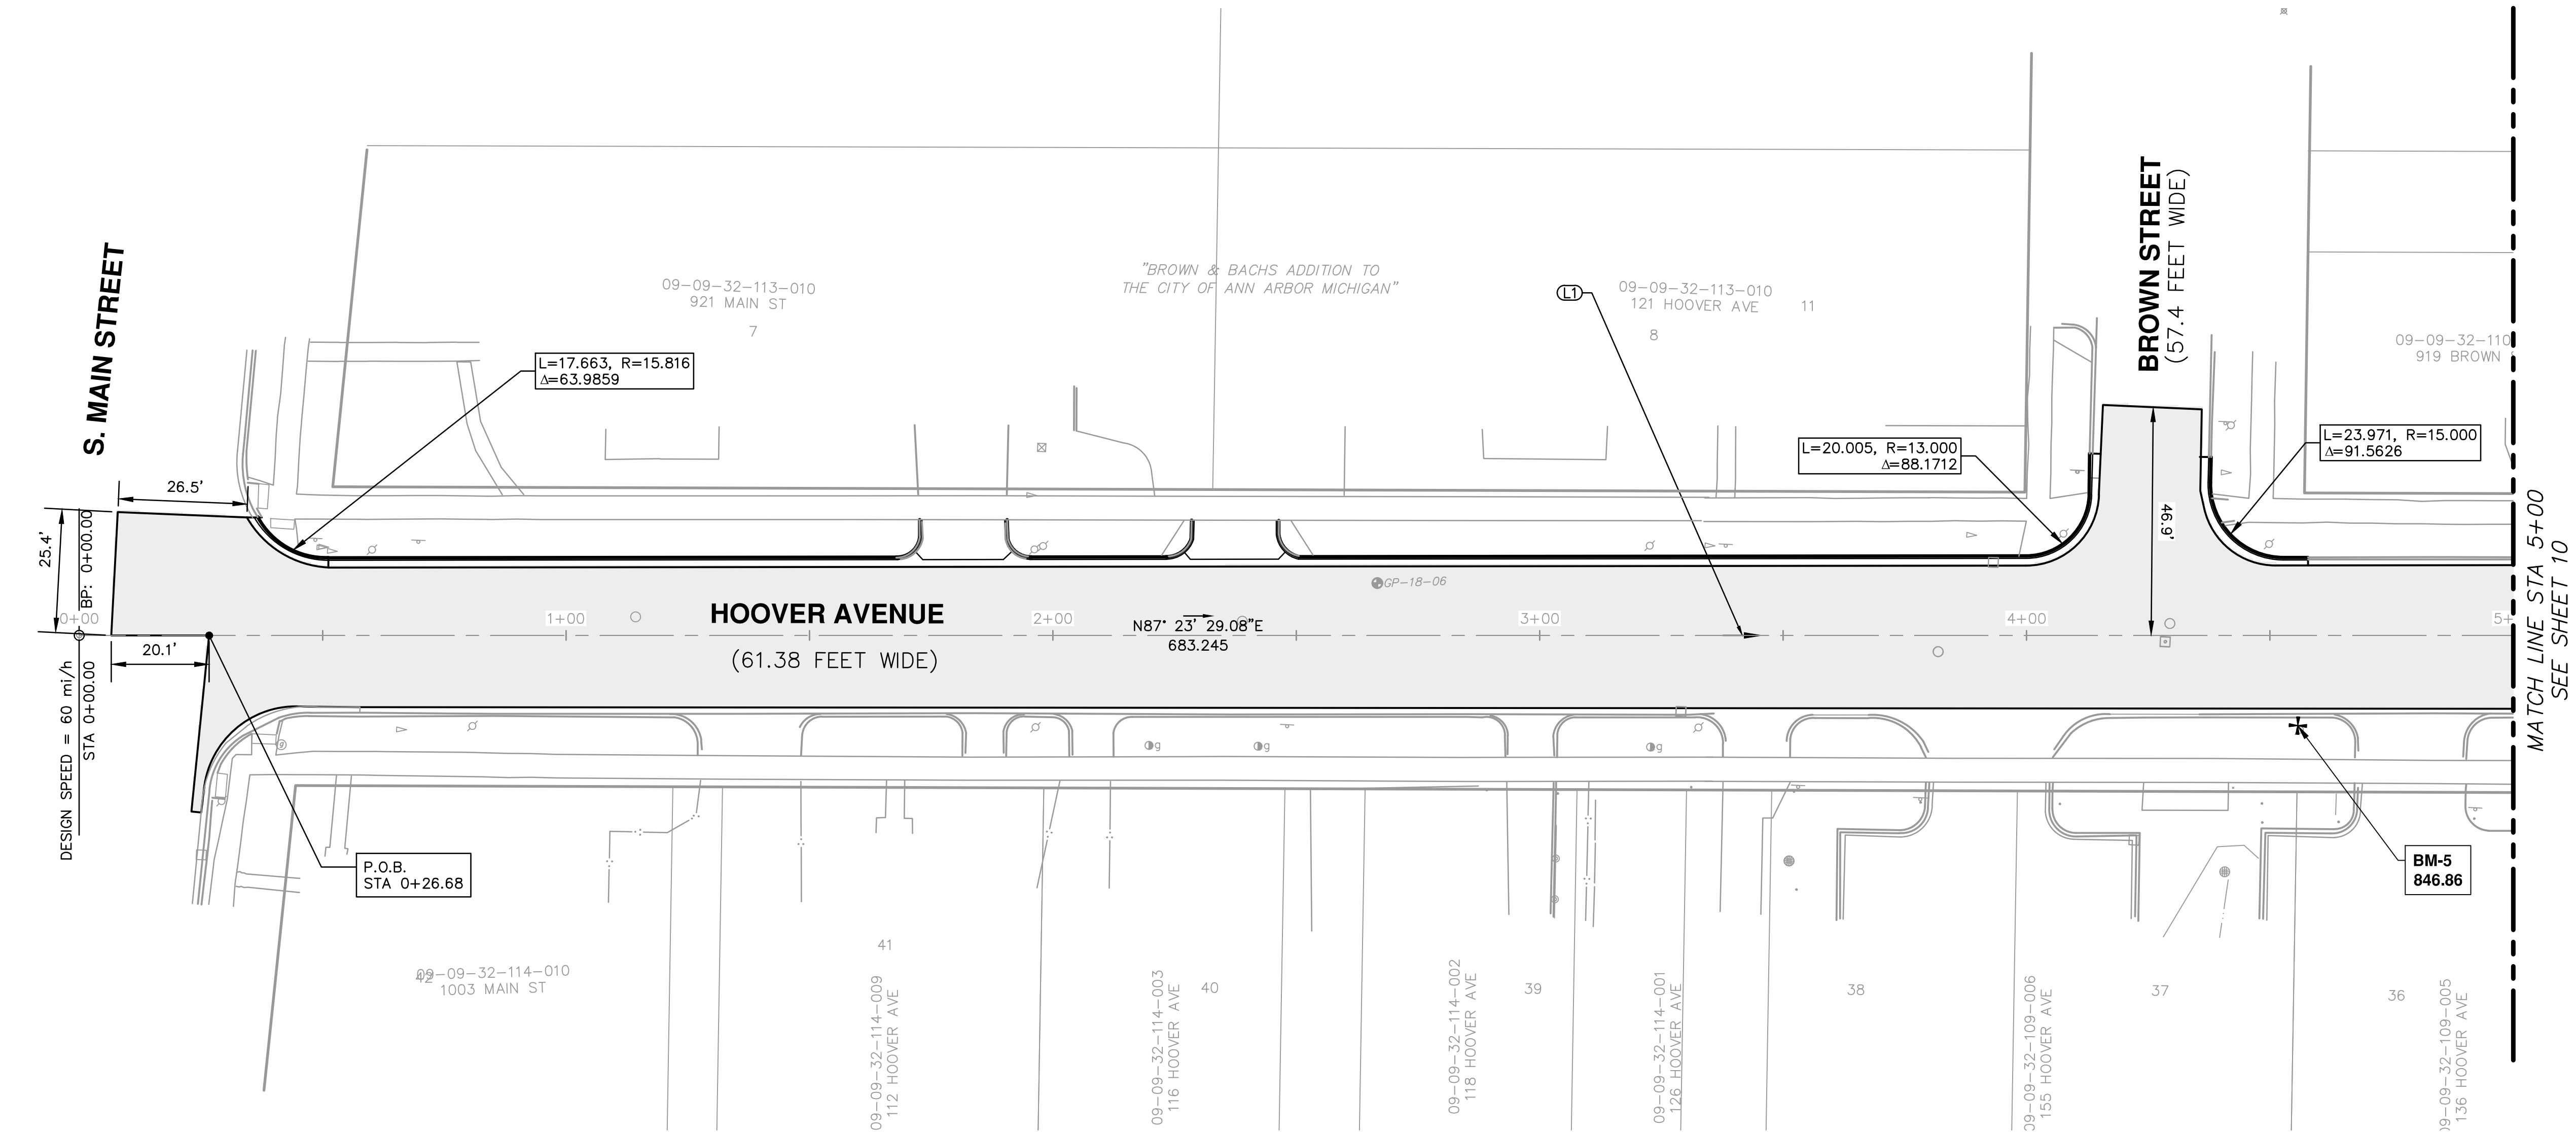 S. MAIN STREET
26.5'
25.4'
BP: 0+00.00
0+00
20.1'
DESIGN SPEED = 60 mi/h
STA 0+00.00
L=17.663, R=15.816
Δ=63.9859
09-09-32-113-010
921 MAIN ST
7
"BROWN & BACHS ADDITION TO
THE CITY OF ANN ARBOR MICHIGAN"
L1
09-09-32-113-010
121 HOOVER AVE
11
8
BROWN STREET
(57.4 FEET WIDE)
09-09-32-110
919 BROWN
L=20.005, R=13.000
Δ=88.1712
L=23.971, R=15.000
Δ=91.5626
46.9'
GP-18-06
1+00
HOOVER AVENUE
(61.38 FEET WIDE)
2+00
N87° 23' 29.08"E
683.245
3+00
4+00
5+
MATCH LINE STA 5+00
SEE SHEET 10
g
g
g
P.O.B.
STA 0+26.68
BM-5
846.86
42
09-09-32-114-010
1003 MAIN ST
41
09-09-32-114-009
112 HOOVER AVE
09-09-32-114-003
116 HOOVER AVE
40
09-09-32-114-002
118 HOOVER AVE
39
09-09-32-114-001
126 HOOVER AVE
38
09-09-32-109-006
155 HOOVER AVE
37
36
09-09-32-109-005
136 HOOVER AVE